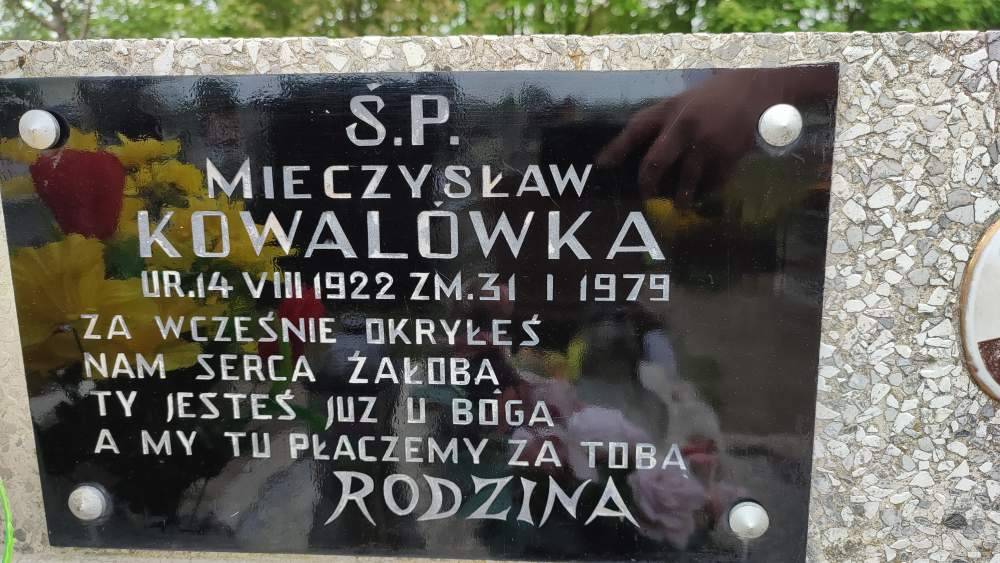 Ś.P.
MIECZYSŁAW
KOWALÓWKA
UR.14 VIII 1922 ZM.31 I 1979
ZA WCZEŚNIE OKRYŁEŚ
NAM SERCA ŻAŁOBĄ
TY JESTEŚ JUZ U BOGA
A MY TU PŁACZEMY ZA TOBĄ
RODZINA